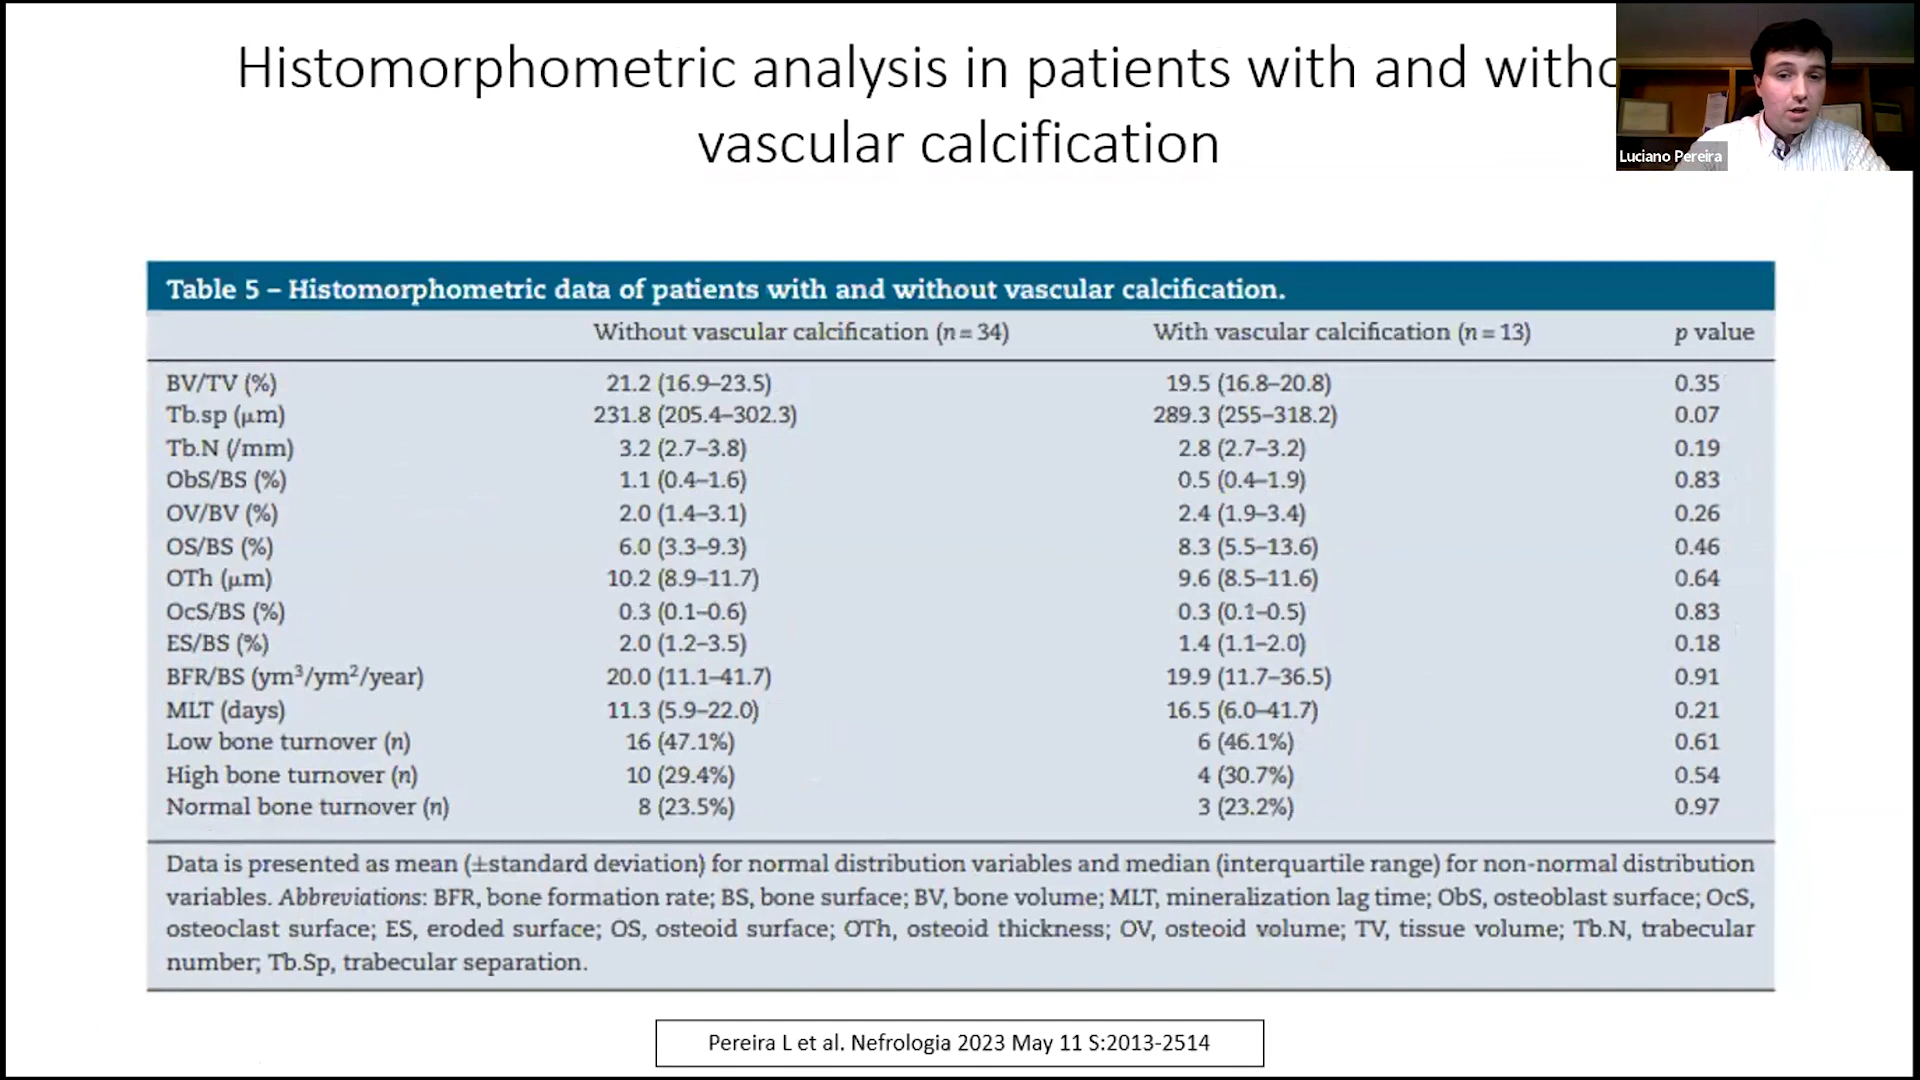 Histomorphometric analysis in patients with and witho
vascular calcification
Luciano Pereira
Table 5 – Histomorphometric data of patients with and without vascular calcification.
Without vascular calcification (n = 34) With vascular calcification (n = 13) p value
BV/TV (%) 21.2 (16.9–23.5) 19.5 (16.8–20.8) 0.35
Tb.sp (μm) 231.8 (205.4–302.3) 289.3 (255–318.2) 0.07
Tb.N (/mm) 3.2 (2.7–3.8) 2.8 (2.7–3.2) 0.19
ObS/BS (%) 1.1 (0.4–1.6) 0.5 (0.4–1.9) 0.83
OV/BV (%) 2.0 (1.4–3.1) 2.4 (1.9–3.4) 0.26
OS/BS (%) 6.0 (3.3–9.3) 8.3 (5.5–13.6) 0.46
OTh (μm) 10.2 (8.9–11.7) 9.6 (8.5–11.6) 0.64
OcS/BS (%) 0.3 (0.1–0.6) 0.3 (0.1–0.5) 0.83
ES/BS (%) 2.0 (1.2–3.5) 1.4 (1.1–2.0) 0.18
BFR/BS (ym³/ym²/year) 20.0 (11.1–41.7) 19.9 (11.7–36.5) 0.91
MLT (days) 11.3 (5.9–22.0) 16.5 (6.0–41.7) 0.21
Low bone turnover (n) 16 (47.1%) 6 (46.1%) 0.61
High bone turnover (n) 10 (29.4%) 4 (30.7%) 0.54
Normal bone turnover (n) 8 (23.5%) 3 (23.2%) 0.97
Data is presented as mean (±standard deviation) for normal distribution variables and median (interquartile range) for non-normal distribution
variables. Abbreviations: BFR, bone formation rate; BS, bone surface; BV, bone volume; MLT, mineralization lag time; ObS, osteoblast surface; OcS,
osteoclast surface; ES, eroded surface; OS, osteoid surface; OTh, osteoid thickness; OV, osteoid volume; TV, tissue volume; Tb.N, trabecular
number; Tb.Sp, trabecular separation.
Pereira L et al. Nefrologia 2023 May 11 S:2013-2514